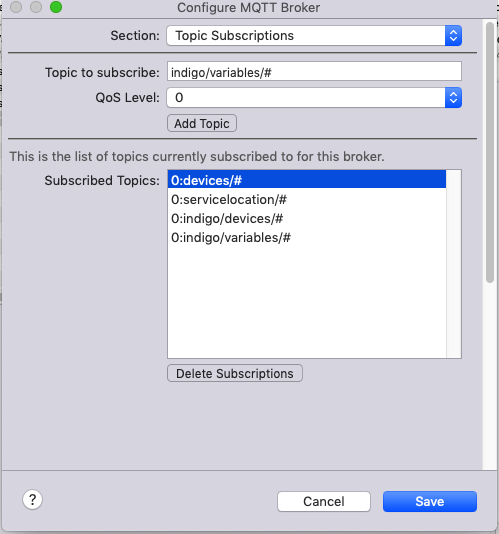 Configure MQTT Broker
Section: Topic Subscriptions
Topic to subscribe: indigo/variables/#
QoS Level: 0
Add Topic
This is the list of topics currently subscribed to for this broker.
Subscribed Topics: 0:devices/#
0:servicelocation/#
0:indigo/devices/#
0:indigo/variables/#
Delete Subscriptions
? Cancel Save